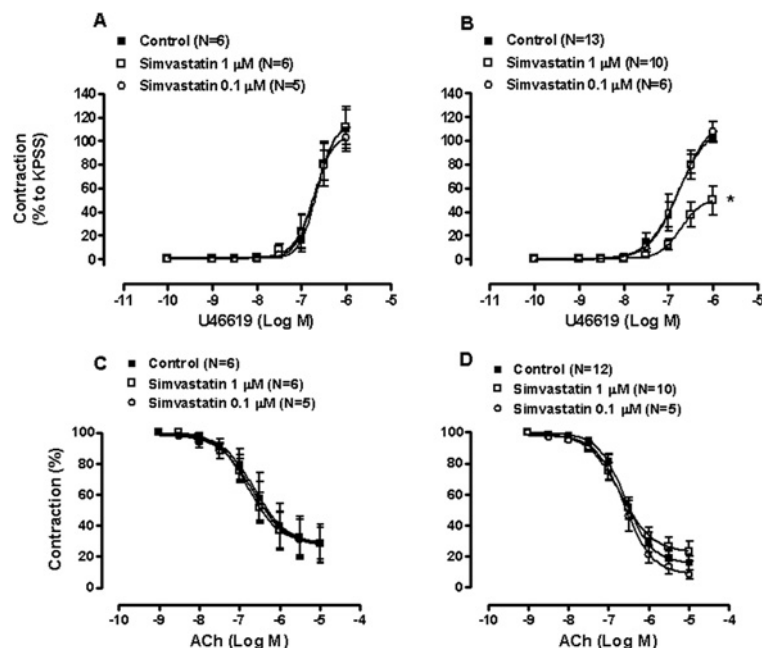 A
Control (N=6)
Simvastatin 1 µM (N=6)
Simvastatin 0.1 µM (N=5)
140
120
100
80
60
40
20
0
Contraction
(% to KPSS)
-11 -10 -9 -8 -7 -6 -5
U46619 (Log M)
B
Control (N=13)
Simvastatin 1 µM (N=10)
Simvastatin 0.1 µM (N=6)
140
120
100
80
60
40
20
0
*
-11 -10 -9 -8 -7 -6 -5
U46619 (Log M)
C
Control (N=6)
Simvastatin 1 µM (N=6)
Simvastatin 0.1 µM (N=5)
100
80
60
40
20
0
Contraction (%)
-10 -9 -8 -7 -6 -5 -4
ACh (Log M)
D
Control (N=12)
Simvastatin 1 µM (N=10)
Simvastatin 0.1 µM (N=5)
100
80
60
40
20
0
-10 -9 -8 -7 -6 -5 -4
ACh (Log M)